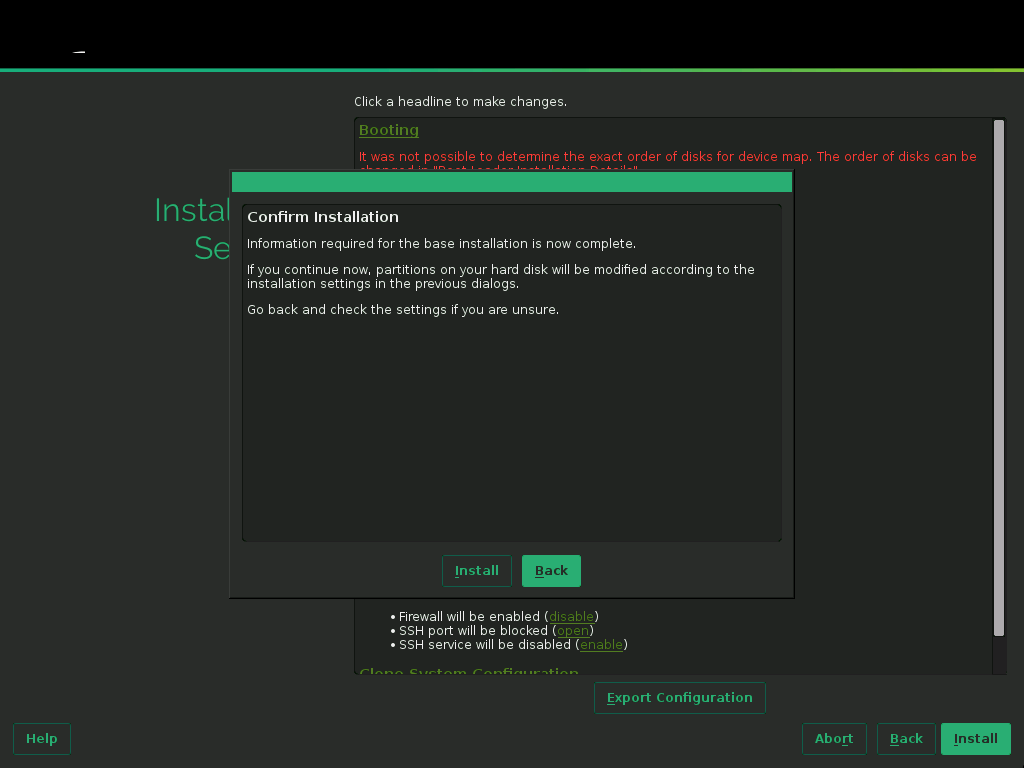 Click a headline to make changes.
Booting
It was not possible to determine the exact order of disks for device map. The order of disks can be
Instal
Se
Confirm Installation
Information required for the base installation is now complete.
If you continue now, partitions on your hard disk will be modified according to the
installation settings in the previous dialogs.
Go back and check the settings if you are unsure.
Install
Back
• Firewall will be enabled (disable)
• SSH port will be blocked (open)
• SSH service will be disabled (enable)
Clone System Configuration
Export Configuration
Help
Abort
Back
Install